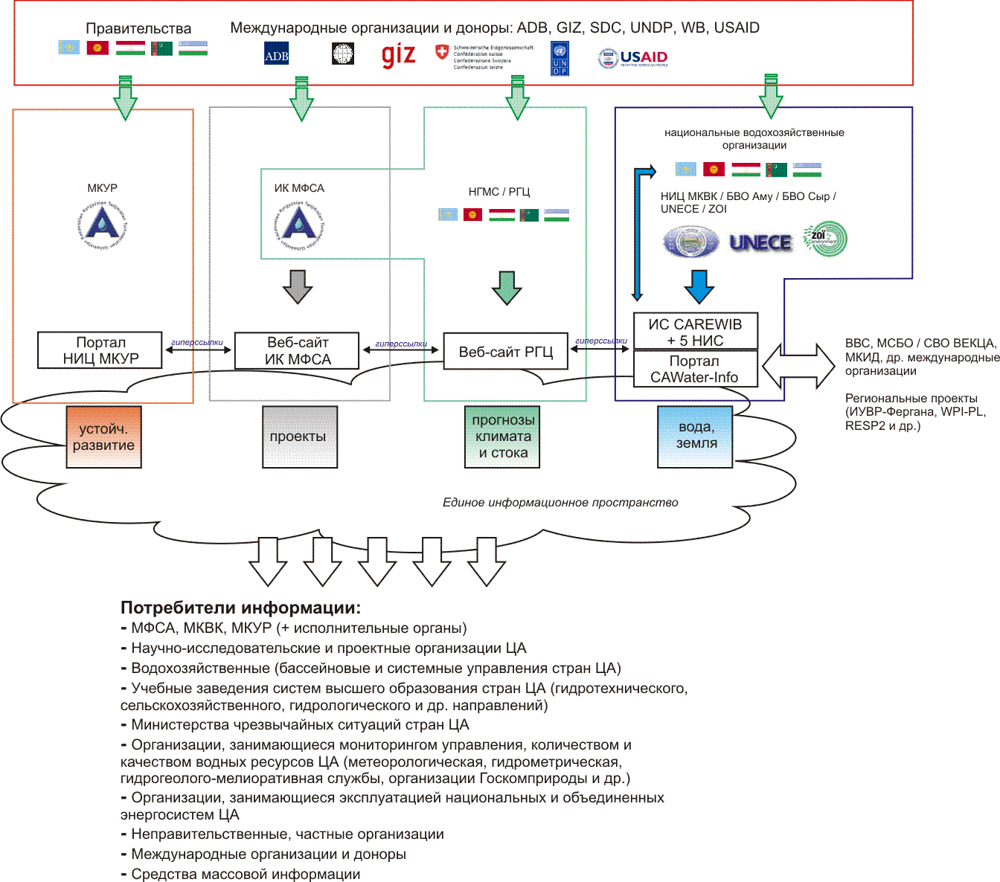 Правительства
Международные организации и доноры: ADB, GIZ, SDC, UNDP, WB, USAID
ADB
giz
Schweizerische Eidgenossenschaft
Confédération suisse
Confederazione Svizzera
Confederaziun svizra
UN
DP
USAID
FROM THE AMERICAN PEOPLE
МКУР
ИК МФСА
НГМС / РГЦ
национальные водохозяйственные
организации
НИЦ МКВК / БВО Аму / БВО Сыр /
UNECE / ZOI
UNECE
zoï
environment
Портал
НИЦ МКУР
гиперссылки
Веб-сайт
ИК МФСА
гиперссылки
Веб-сайт РГЦ
гиперссылки
ИС CAREWIB
+ 5 НИС
Портал
CAWater-Info
ВВС, МСБО / СВО ВЕКЦА,
МКИД, др. международные
организации
Региональные проекты
(ИУВР-Фергана, WPI-PL,
RESP2 и др.)
устойч.
развитие
проекты
прогнозы
климата
и стока
вода,
земля
Единое информационное пространство
Потребители информации:
- МФСА, МКВК, МКУР (+ исполнительные органы)
- Научно-исследовательские и проектные организации ЦА
- Водохозяйственные (бассейновые и системные управления стран ЦА)
- Учебные заведения систем высшего образования стран ЦА (гидротехнического,
сельскохозяйственного, гидрологического и др. направлений)
- Министерства чрезвычайных ситуаций стран ЦА
- Организации, занимающиеся мониторингом управления, количеством и
качеством водных ресурсов ЦА (метеорологическая, гидрометрическая,
гидрогеолого-мелиоративная службы, организации Госкомприроды и др.)
- Организации, занимающиеся эксплуатацией национальных и объединенных
энергосистем ЦА
- Неправительственные, частные организации
- Международные организации и доноры
- Средства массовой информации